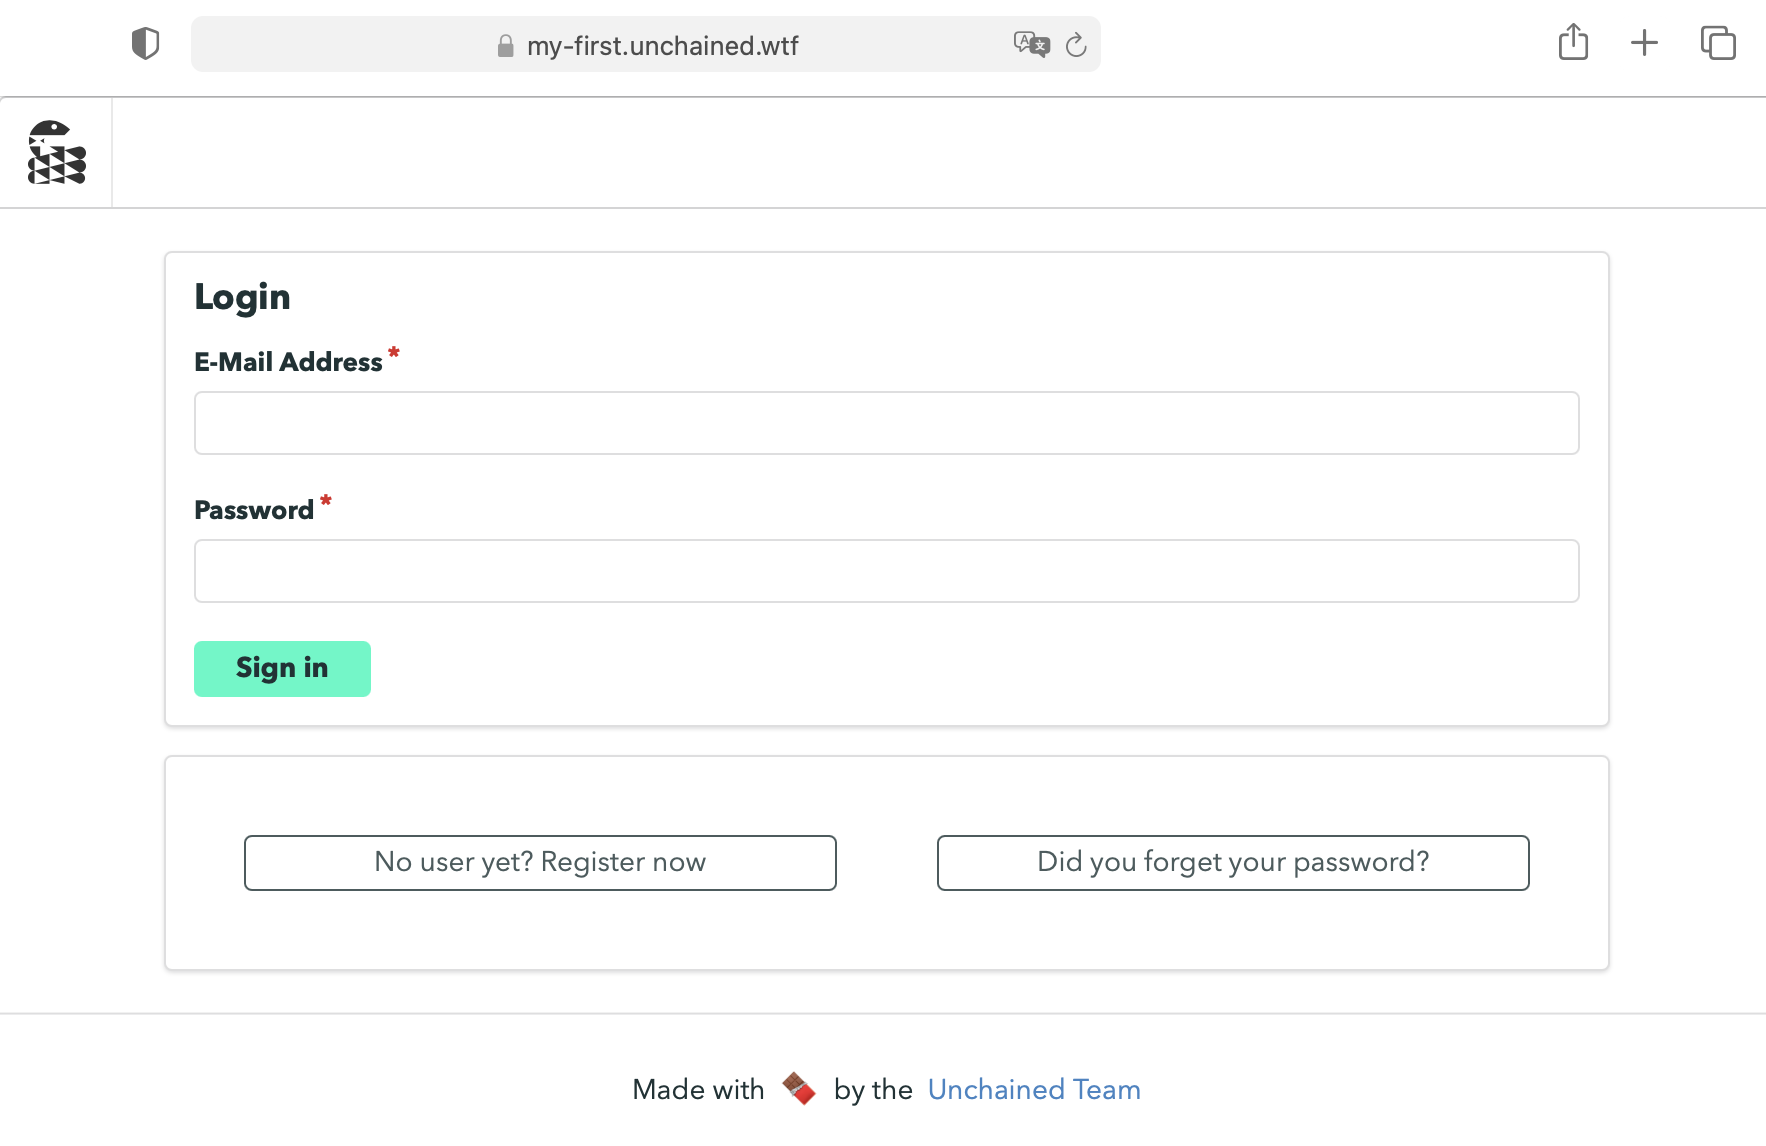 my-first.unchained.wtf
Login
E-Mail Address *
Password *
Sign in
No user yet? Register now
Did you forget your password?
Made with 🍫 by the Unchained Team